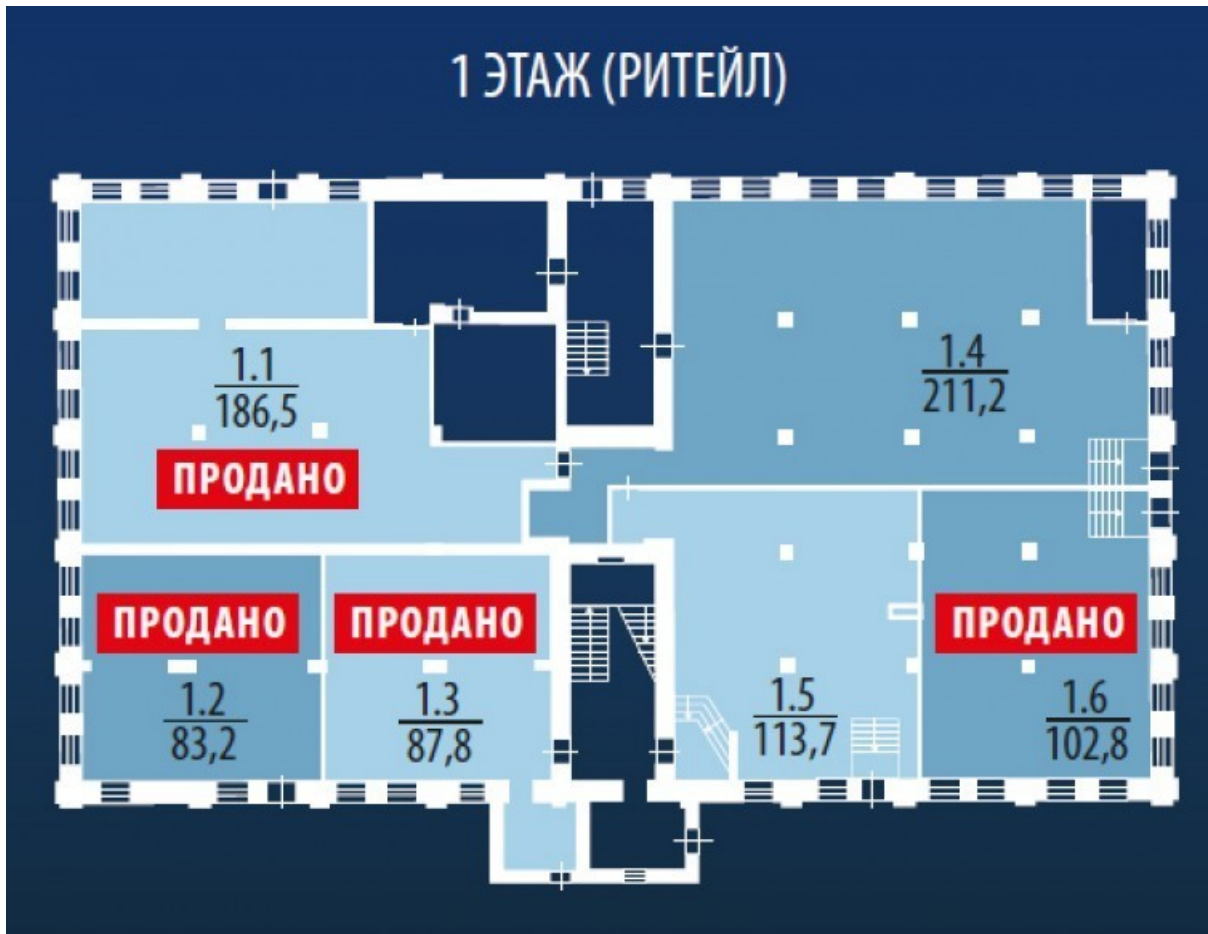 1 ЭТАЖ (РИТЕЙЛ)
1.1
186,5
ПРОДАНО
1.4
211,2
ПРОДАНО
1.2
83,2
ПРОДАНО
1.3
87,8
1.5
113,7
ПРОДАНО
1.6
102,8